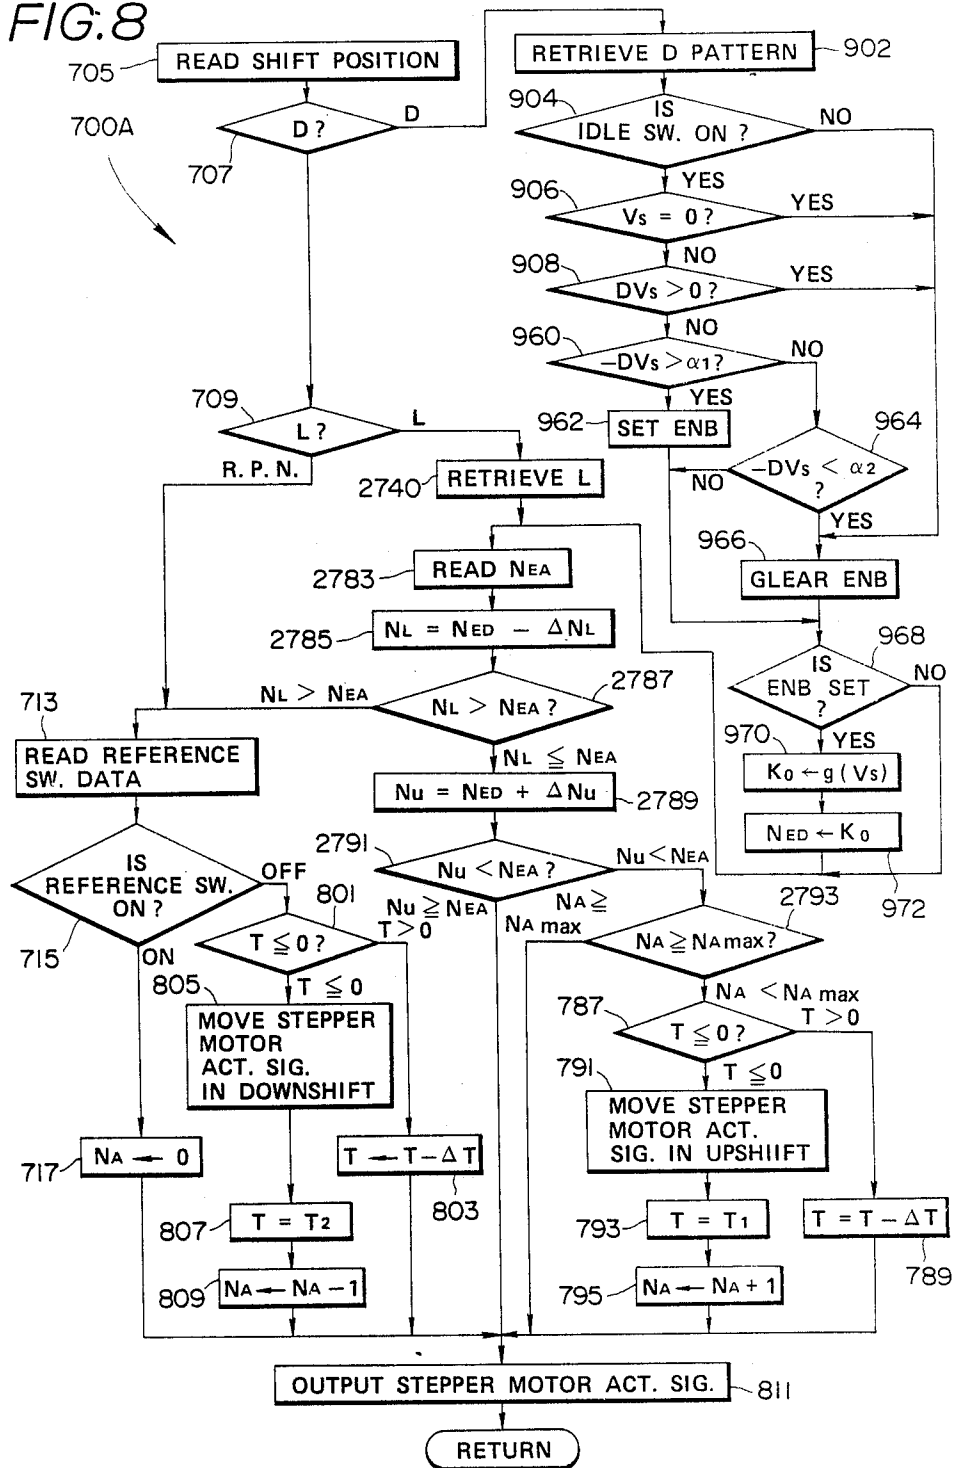 FIG.8
705
READ SHIFT POSITION
RETRIEVE D PATTERN
902
700A
D ?
D
707
904
IS
IDLE SW. ON ?
NO
YES
906
Vs = 0 ?
YES
NO
908
DVs > 0 ?
YES
NO
960
–DVs > α1?
NO
YES
962
SET ENB
964
–DVs < α2
?
NO
YES
966
GLEAR ENB
709
L ?
L
R. P. N.
2740
RETRIEVE L
2783
READ NEA
2785
NL = NED – ΔNL
968
IS
ENB SET
?
NO
YES
NL > NEA
NL > NEA ?
2787
NL ≦ NEA
713
READ REFERENCE
SW. DATA
970
K0 ← g ( Vs )
Nu = NED + ΔNu
2789
NED ← K0
972
IS
REFERENCE SW.
ON ?
OFF
715
ON
2791
Nu < NEA ?
Nu < NEA
Nu ≧ NEA
NA ≧
NA max
2793
NA ≧ NA max ?
NA < NA max
801
T ≦ 0 ?
T > 0
T ≦ 0
805
MOVE STEPPER
MOTOR
ACT. SIG.
IN DOWNSHIFT
787
T ≦ 0 ?
T > 0
T ≦ 0
791
MOVE STEPPER
MOTOR ACT.
SIG. IN UPSHIIFT
717
NA ← 0
T ← T – Δ T
803
807
T = T2
793
T = T1
T = T – Δ T
789
809
NA ← NA – 1
795
NA ← NA + 1
OUTPUT STEPPER MOTOR ACT. SIG.
811
RETURN